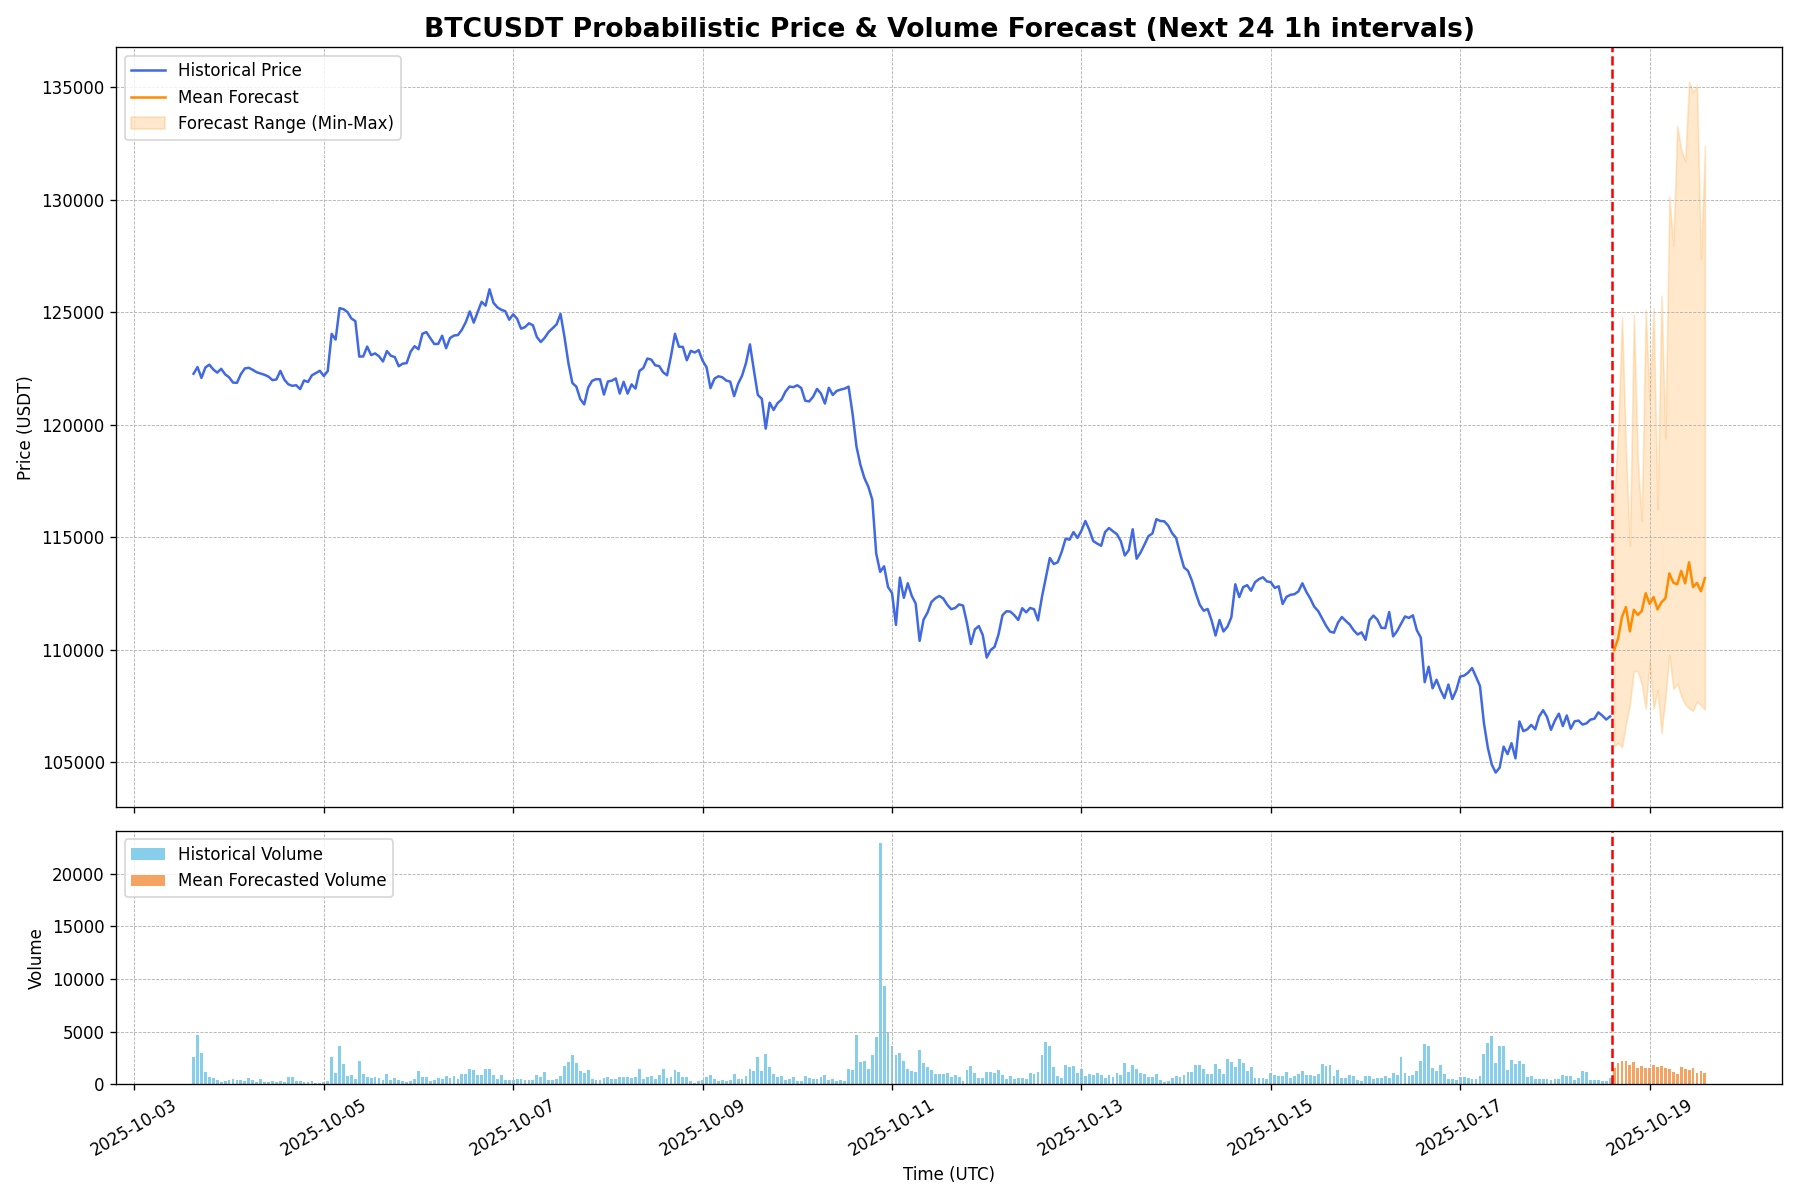 BTCUSDT Probabilistic Price & Volume Forecast (Next 24 1h intervals)
Historical Price
Mean Forecast
Forecast Range (Min-Max)
Price (USDT)
135000
130000
125000
120000
115000
110000
105000
Historical Volume
Mean Forecasted Volume
Volume
20000
15000
10000
5000
0
2025-10-03
2025-10-05
2025-10-07
2025-10-09
2025-10-11
2025-10-13
2025-10-15
2025-10-17
2025-10-19
Time (UTC)